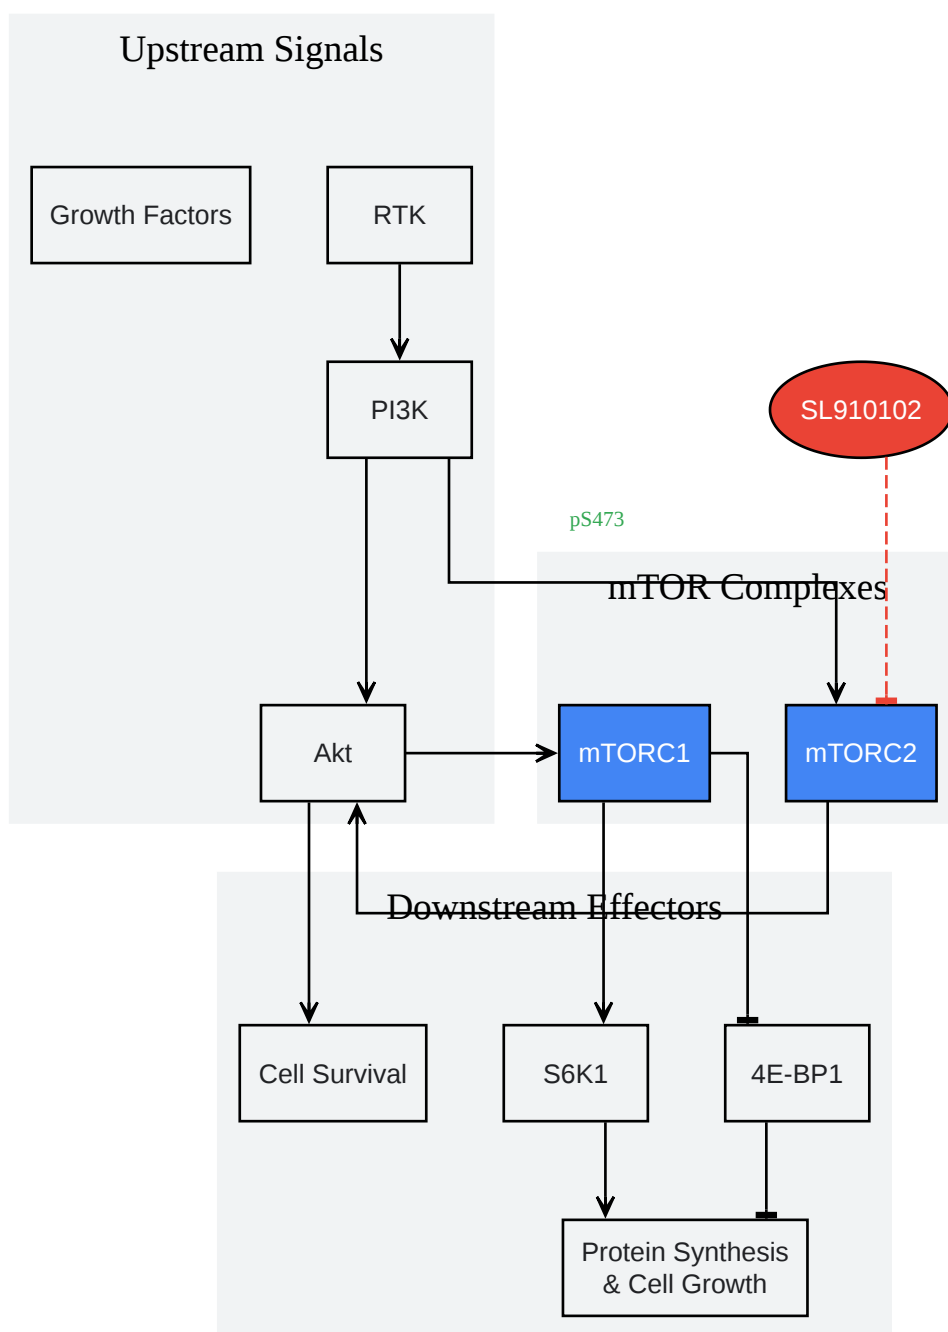 Upstream Signals
Growth Factors
RTK
PI3K
SL910102
pS473
mTOR Complexes
Akt
mTORC1
mTORC2
Downstream Effectors
Cell Survival
S6K1
4E-BP1
Protein Synthesis
& Cell Growth